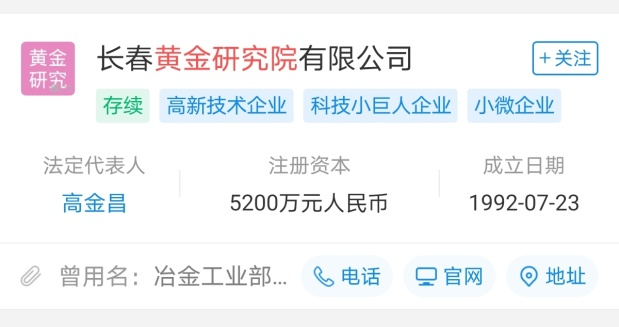 黄金
研究
长春黄金研究院有限公司
+关注
存续 高新技术企业 科技小巨人企业 小微企业
法定代表人 注册资本 成立日期
高金昌 5200万元人民币 1992-07-23
曾用名：冶金工业部... 电话 官网 地址